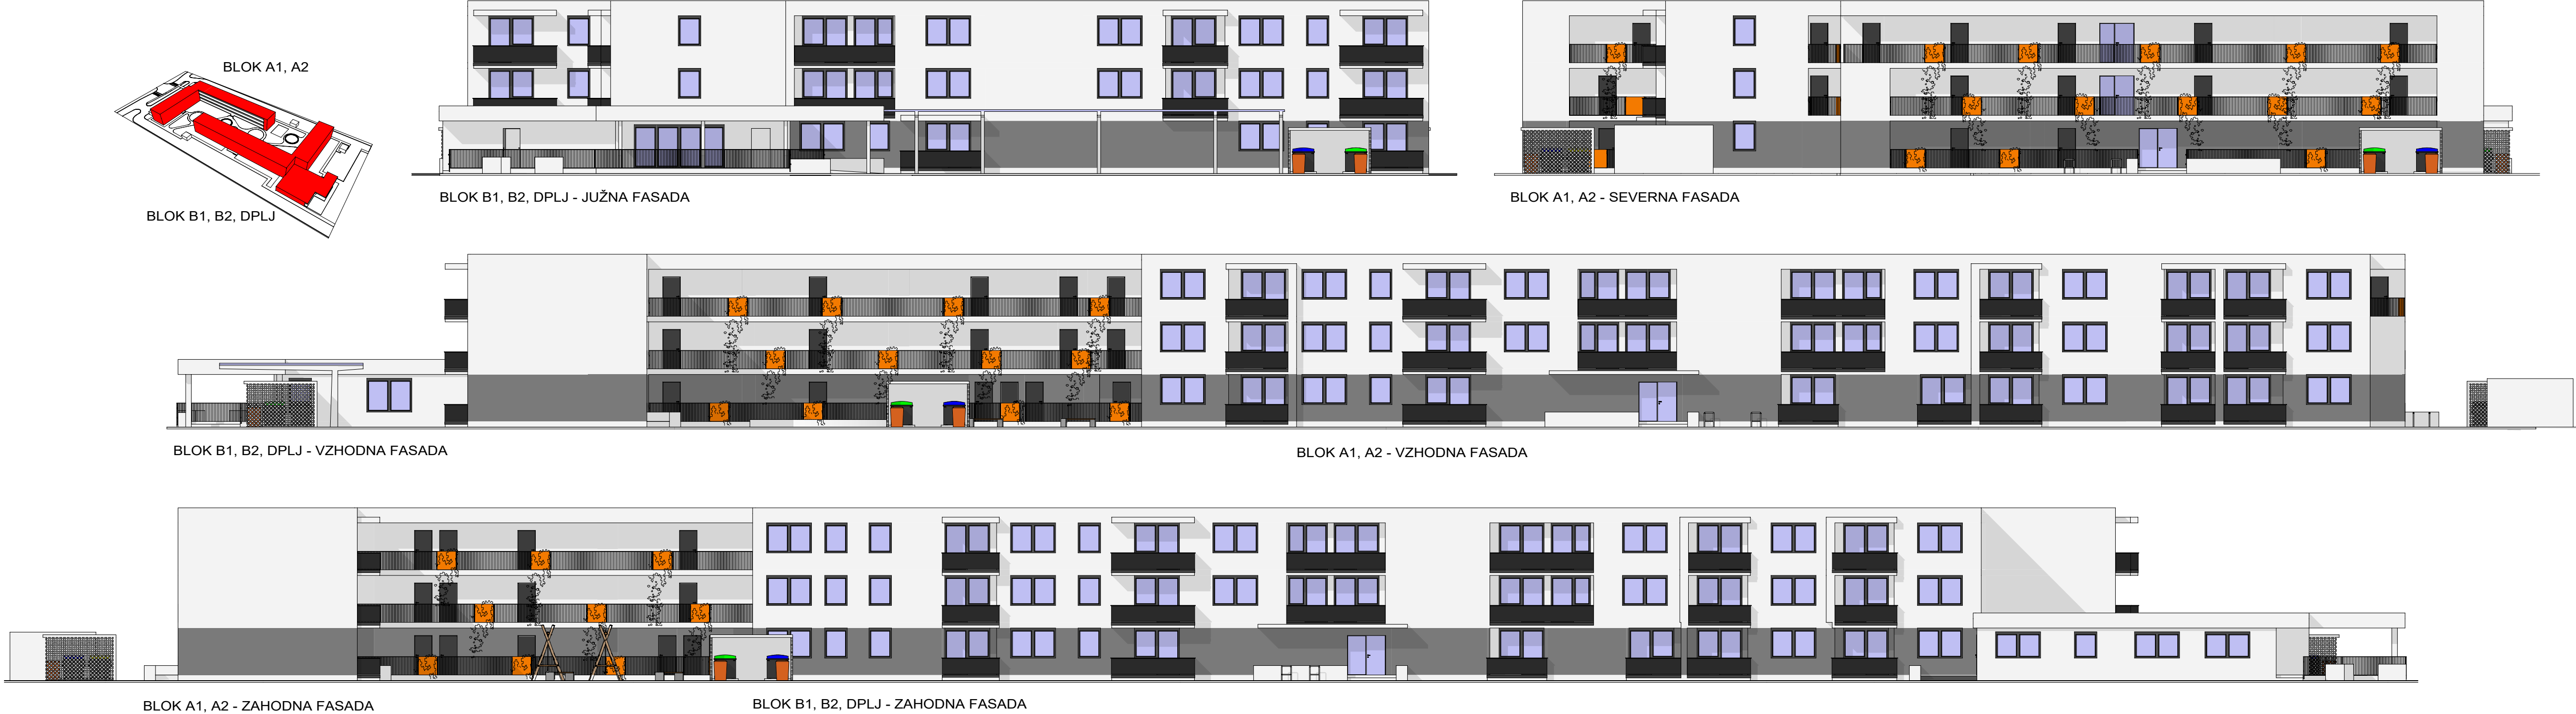 BLOK A1, A2
BLOK B1, B2, DPLJ
BLOK B1, B2, DPLJ - JUŽNA FASADA
BLOK A1, A2 - SEVERNA FASADA
BLOK B1, B2, DPLJ - VZHODNA FASADA
BLOK A1, A2 - VZHODNA FASADA
BLOK A1, A2 - ZAHODNA FASADA
BLOK B1, B2, DPLJ - ZAHODNA FASADA